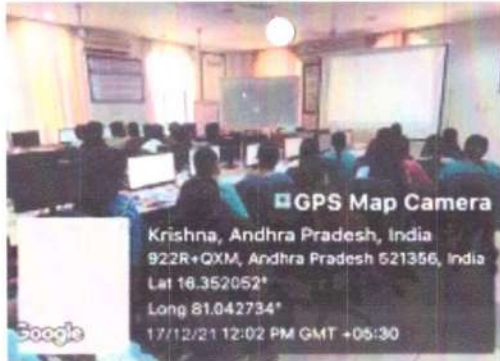 GPS Map Camera
Krishna, Andhra Pradesh, India
922R+QXM, Andhra Pradesh 521356, India
Lat 16.352052°
Long 81.042734°
Google
17/12/21 12:02 PM GMT +05:30